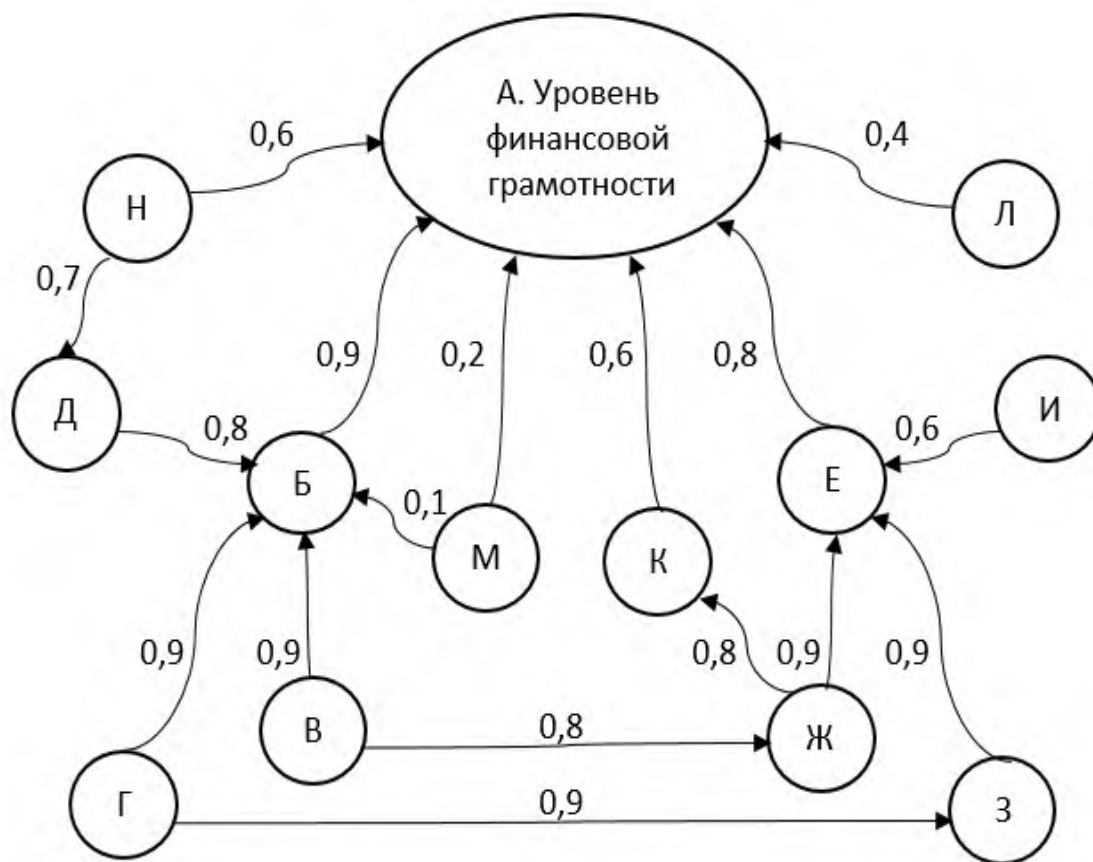 А. Уровень
финансовой
грамотности
0,6
0,4
Н
Л
0,7
0,9
0,2
0,6
0,8
Д
0,8
И
0,6
Б
Е
0,1
М
К
0,9
0,9
0,8
0,9
0,9
В
0,8
Ж
Г
0,9
З